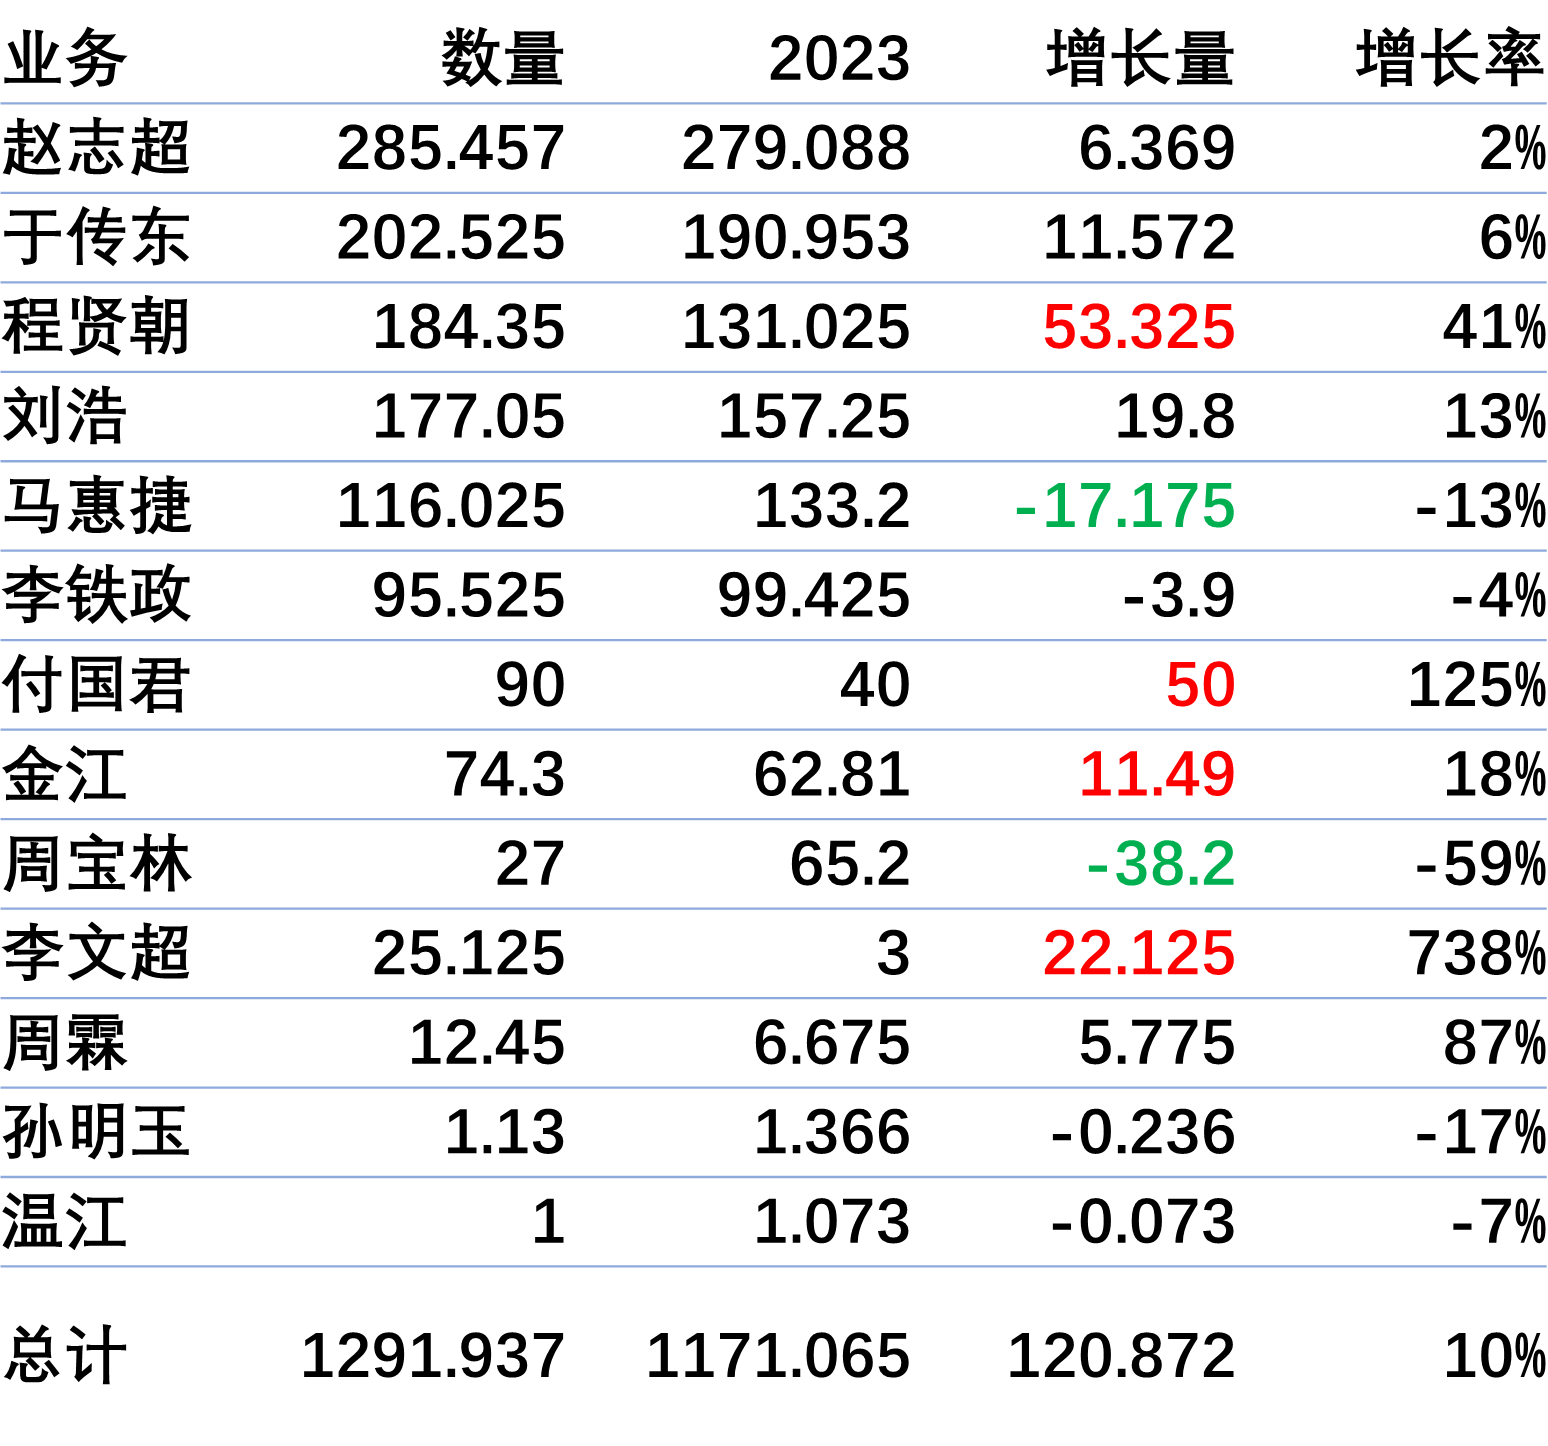 业务 数量 2023 增长量 增长率
赵志超 285.457 279.088 6.369 2%
于传东 202.525 190.953 11.572 6%
程贤朝 184.35 131.025 53.325 41%
刘浩 177.05 157.25 19.8 13%
马惠捷 116.025 133.2 -17.175 -13%
李铁政 95.525 99.425 -3.9 -4%
付国君 90 40 50 125%
金江 74.3 62.81 11.49 18%
周宝林 27 65.2 -38.2 -59%
李文超 25.125 3 22.125 738%
周霖 12.45 6.675 5.775 87%
孙明玉 1.13 1.366 -0.236 -17%
温江 1 1.073 -0.073 -7%
总计 1291.937 1171.065 120.872 10%